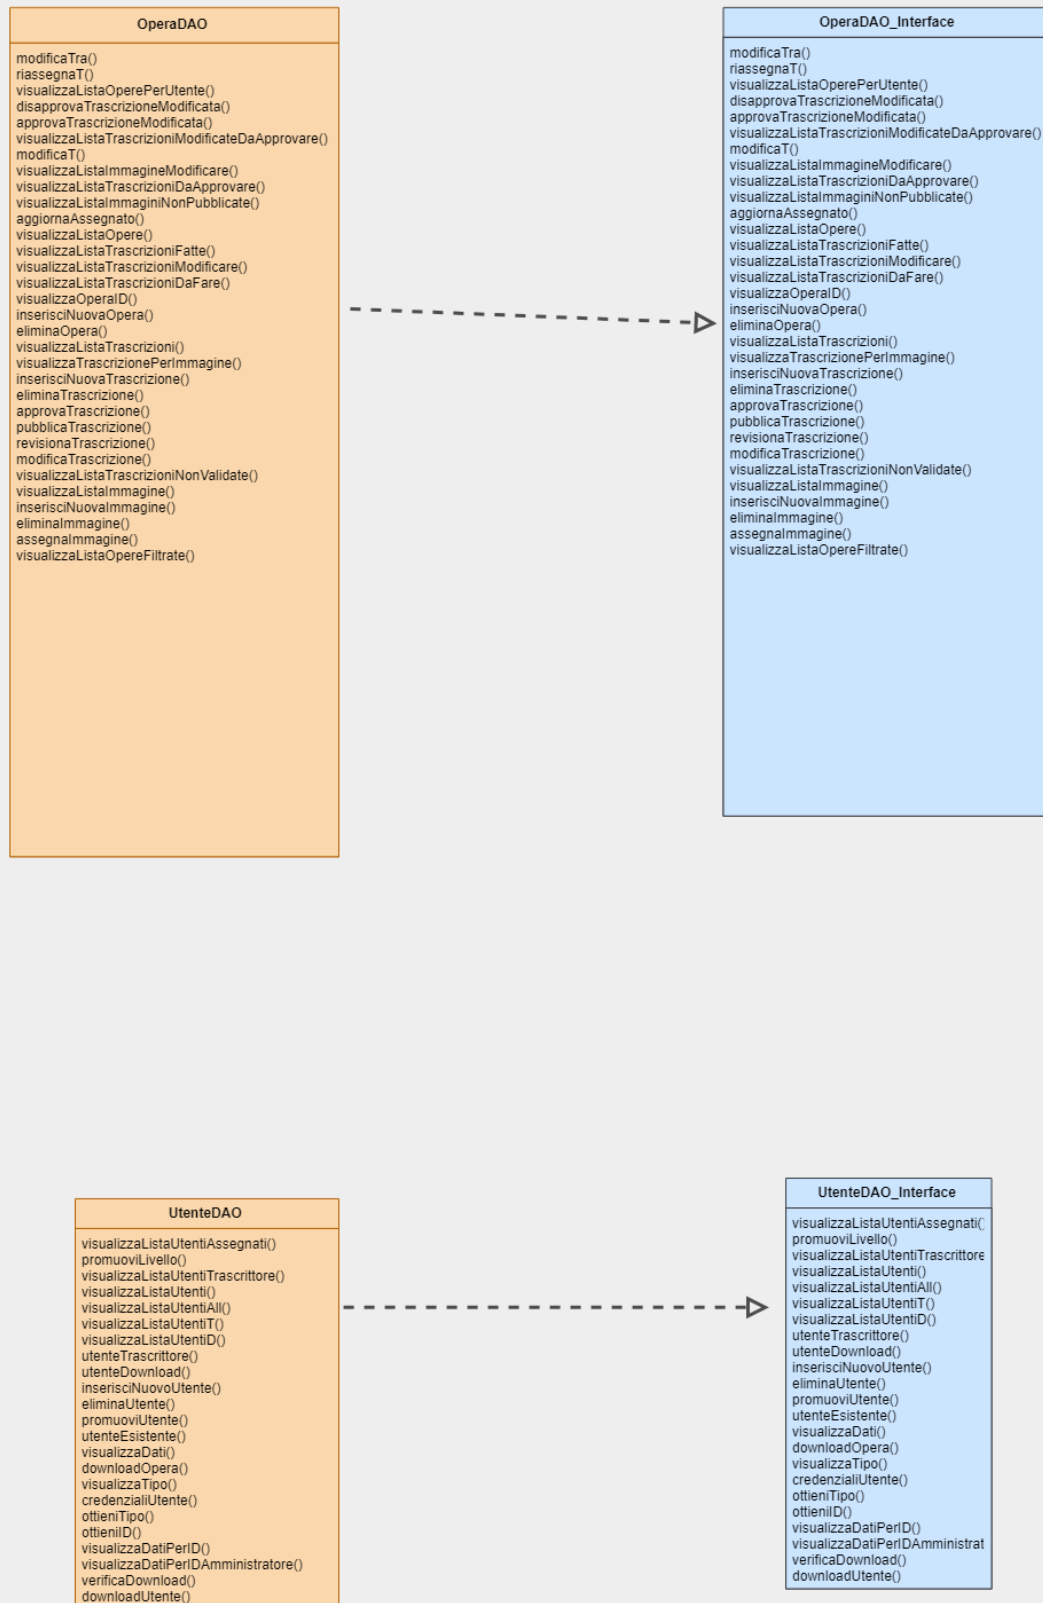 OperaDAO
modificaTra()
riassegnaT()
visualizzaListaOperePerUtente()
disapprovaTrascrizioneModificata()
approvaTrascrizioneModificata()
visualizzaListaTrascrizioniModificateDaApprovare()
modificaT()
visualizzaListaImmagineModificare()
visualizzaListaTrascrizioniDaApprovare()
visualizzaListaImmaginiNonPubblicate()
aggiornaAssegnato()
visualizzaListaOpere()
visualizzaListaTrascrizioniFatte()
visualizzaListaTrascrizioniModificare()
visualizzaListaTrascrizioniDaFare()
visualizzaOperaID()
inserisciNuovaOpera()
eliminaOpera()
visualizzaListaTrascrizioni()
visualizzaTrascrizionePerImmagine()
inserisciNuovaTrascrizione()
eliminaTrascrizione()
approvaTrascrizione()
pubblicaTrascrizione()
revisionaTrascrizione()
modificaTrascrizione()
visualizzaListaTrascrizioniNonValidate()
visualizzaListaImmagine()
inserisciNuovaImmagine()
eliminaImmagine()
assegnaImmagine()
visualizzaListaOpereFiltrate()
OperaDAO_Interface
modificaTra()
riassegnaT()
visualizzaListaOperePerUtente()
disapprovaTrascrizioneModificata()
approvaTrascrizioneModificata()
visualizzaListaTrascrizioniModificateDaApprovare()
modificaT()
visualizzaListaImmagineModificare()
visualizzaListaTrascrizioniDaApprovare()
visualizzaListaImmaginiNonPubblicate()
aggiornaAssegnato()
visualizzaListaOpere()
visualizzaListaTrascrizioniFatte()
visualizzaListaTrascrizioniModificare()
visualizzaListaTrascrizioniDaFare()
visualizzaOperaID()
inserisciNuovaOpera()
eliminaOpera()
visualizzaListaTrascrizioni()
visualizzaTrascrizionePerImmagine()
inserisciNuovaTrascrizione()
eliminaTrascrizione()
approvaTrascrizione()
pubblicaTrascrizione()
revisionaTrascrizione()
modificaTrascrizione()
visualizzaListaTrascrizioniNonValidate()
visualizzaListaImmagine()
inserisciNuovaImmagine()
eliminaImmagine()
assegnaImmagine()
visualizzaListaOpereFiltrate()
UtenteDAO
visualizzaListaUtentiAssegnati()
promuoviLivello()
visualizzaListaUtentiTrascrittore()
visualizzaListaUtenti()
visualizzaListaUtentiAll()
visualizzaListaUtentiT()
visualizzaListaUtentiD()
utenteTrascrittore()
utenteDownload()
inserisciNuovoUtente()
eliminaUtente()
promuoviUtente()
utenteEsistente()
visualizzaDati()
downloadOpera()
visualizzaTipo()
credenzialiUtente()
ottieniTipo()
ottieniID()
visualizzaDatiPerID()
visualizzaDatiPerIDAmministratore()
verificaDownload()
downloadUtente()
UtenteDAO_Interface
visualizzaListaUtentiAssegnati()
promuoviLivello()
visualizzaListaUtentiTrascrittore
visualizzaListaUtenti()
visualizzaListaUtentiAll()
visualizzaListaUtentiT()
visualizzaListaUtentiD()
utenteTrascrittore()
utenteDownload()
inserisciNuovoUtente()
eliminaUtente()
promuoviUtente()
utenteEsistente()
visualizzaDati()
downloadOpera()
visualizzaTipo()
credenzialiUtente()
ottieniTipo()
ottieniID()
visualizzaDatiPerID()
visualizzaDatiPerIDAmministrat
verificaDownload()
downloadUtente()